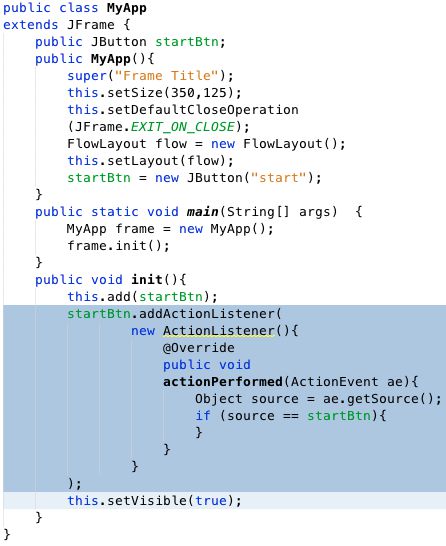 public class MyApp
extends JFrame {
    public JButton startBtn;
    public MyApp(){
        super("Frame Title");
        this.setSize(350,125);
        this.setDefaultCloseOperation
        (JFrame.EXIT_ON_CLOSE);
        FlowLayout flow = new FlowLayout();
        this.setLayout(flow);
        startBtn = new JButton("start");
    }
    public static void main(String[] args)  {
        MyApp frame = new MyApp();
        frame.init();
    }
    public void init(){
        this.add(startBtn);
        startBtn.addActionListener(
                new ActionListener(){
                    @Override
                    public void
                    actionPerformed(ActionEvent ae){
                        Object source = ae.getSource();
                        if (source == startBtn){
                        }
                    }
                }
        );
        this.setVisible(true);
    }
}